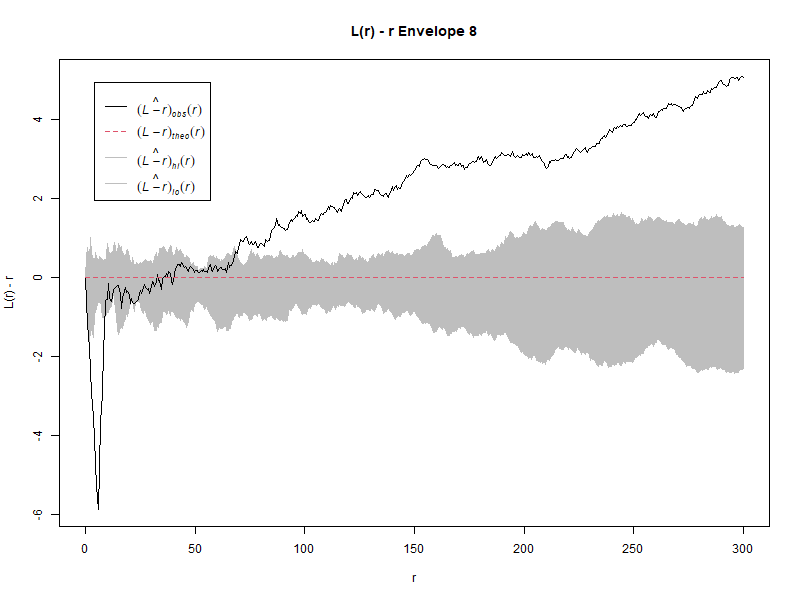 L(r) - r Envelope 8
(L^-r)obs(r)
(L-r)theo(r)
(L^-r)hi(r)
(L^-r)lo(r)
L(r) - r
4
2
0
-2
-4
-6
0 50 100 150 200 250 300
r